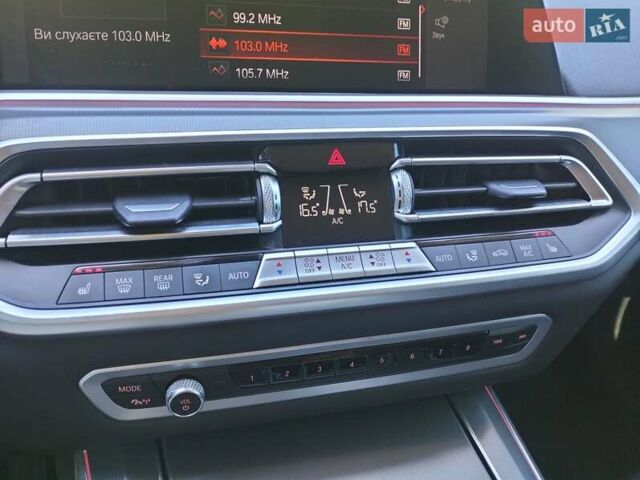 99.2 MHz FM
auto RIA .com
Ви слухаєте 103.0 MHz
103.0 MHz FM
Звук
105.7 MHz FM
16.5° 17.5°
A/C
MAX REAR AUTO MENU A/C AUTO MAX A/C
MODE 1 2 3 4 5 6 7 8
VOL